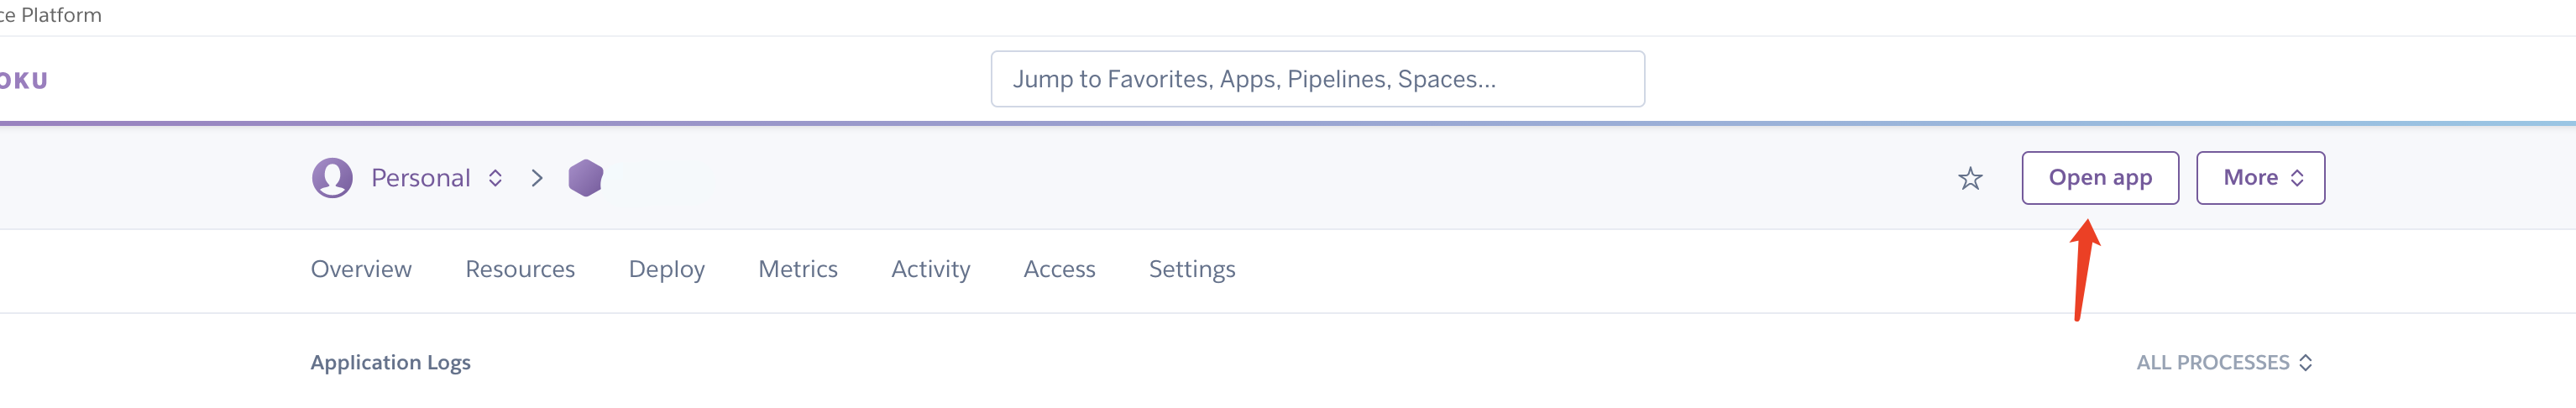 ce Platform
OKU
Jump to Favorites, Apps, Pipelines, Spaces...
Personal
Open app
More
Overview Resources Deploy Metrics Activity Access Settings
Application Logs
ALL PROCESSES